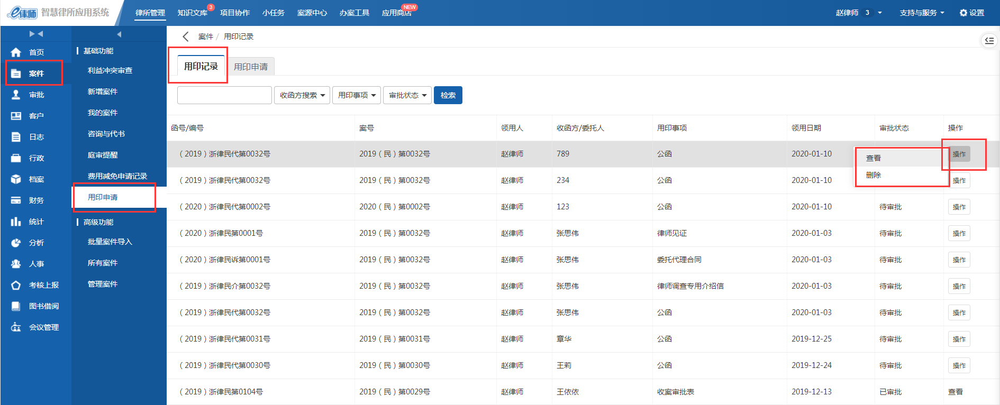 e律师 智慧律所应用系统
律所管理 知识文库 3 项目协作 小任务 案源中心 办案工具 应用商店 NEW
赵律师 3 支持与服务 设置
首页
案件
审批
客户
日志
行政
档案
财务
统计
分析
人事
考核上报
图书借阅
会议管理
基础功能
利益冲突审查
新增案件
我的案件
咨询与代书
庭审提醒
费用减免申请记录
用印申请
高级功能
批量案件导入
所有案件
管理案件
案件 / 用印记录
用印记录 用印申请
收函方搜索 用印事项 审批状态 检索
函号/编号 案号 领用人 收函方/委托人 用印事项 领用日期 审批状态 操作
（2019）浙律民代第0032号 2019（民）第0032号 赵律师 789 公函 2020-01-10 操作
查看
删除
（2019）浙律民代第0032号 2019（民）第0032号 赵律师 234 公函 2020-01-10 操作
（2020）浙律民代第0002号 2020（民）第0002号 赵律师 123 公函 2020-01-10 待审批 操作
（2020）浙律民第0001号 2019（民）第0032号 赵律师 张思伟 律师见证 2020-01-03 待审批 操作
（2020）浙律民诉第0001号 2019（民）第0032号 赵律师 张思伟 委托代理合同 2020-01-03 待审批 操作
（2019）浙律民介第0032号 2019（民）第0032号 赵律师 张思伟 律师调查专用介绍信 2020-01-03 待审批 操作
（2019）浙律民代第0032号 2019（民）第0032号 赵律师 张思伟 公函 2020-01-03 待审批 操作
（2019）浙律民代第0031号 2019（民）第0031号 赵律师 章华 公函 2019-12-25 待审批 操作
（2019）浙律民代第0030号 2019（民）第0030号 赵律师 王莉 公函 2019-12-24 待审批 操作
（2019）浙律民第0104号 2019（民）第0029号 赵律师 王依依 收案审批表 2019-12-13 已审批 查看